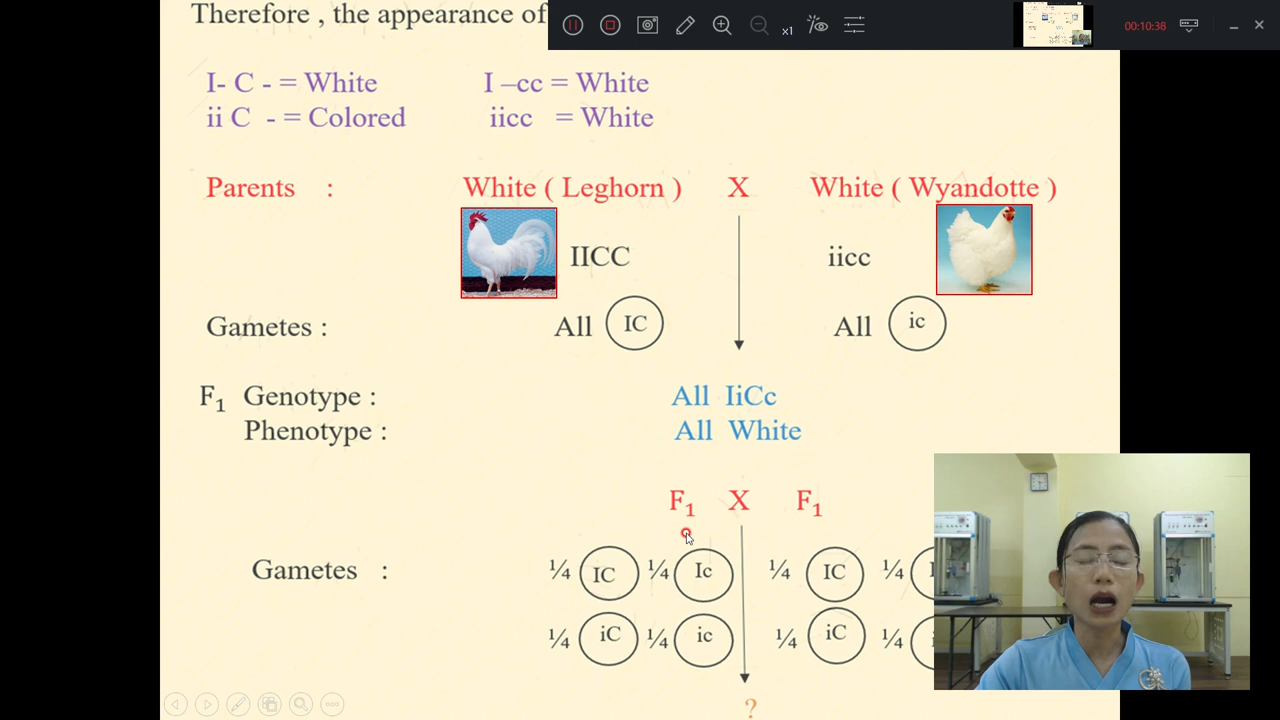 Therefore , the appearance of
x1
00:10:38
I- C - = White I –cc = White
ii C - = Colored iicc = White
Parents : White ( Leghorn ) X White ( Wyandotte )
IICC iicc
Gametes : All IC All ic
F₁ Genotype : All IiCc
Phenotype : All White
F₁ X F₁
Gametes : ¼ IC ¼ Ic ¼ IC ¼
¼ iC ¼ ic ¼ iC ¼
?